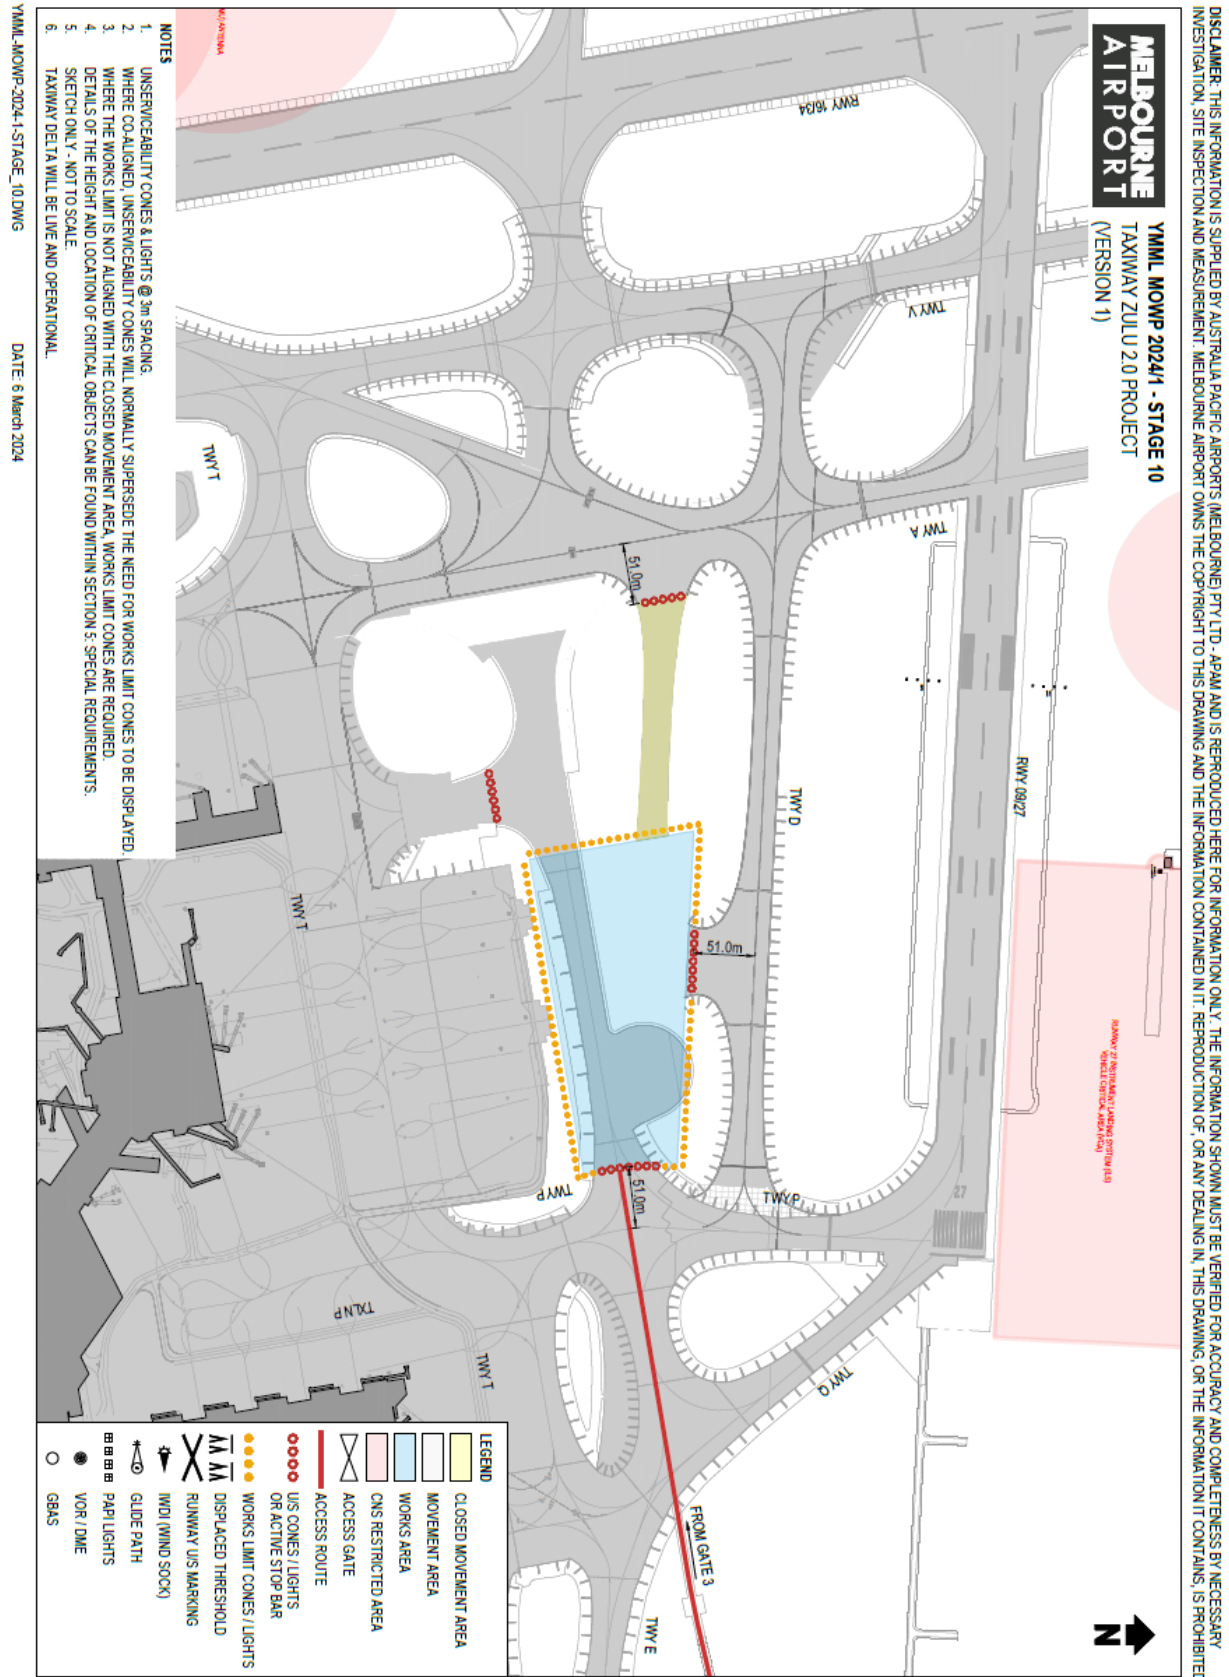 DISCLAIMER: THIS INFORMATION IS SUPPLIED BY AUSTRALIA PACIFIC AIRPORTS (MELBOURNE) PTY LTD - APAM AND IS REPRODUCED HERE FOR INFORMATION ONLY. THE INFORMATION SHOWN MUST BE VERIFIED FOR ACCURACY AND COMPLETENESS BY NECESSARY
INVESTIGATION, SITE INSPECTION AND MEASUREMENT. MELBOURNE AIRPORT OWNS THE COPYRIGHT TO THIS DRAWING AND THE INFORMATION CONTAINED IN IT. REPRODUCTION OF, OR ANY DEALING IN, THIS DRAWING, OR THE INFORMATION IT CONTAINS, IS PROHIBITED
MELBOURNE
AIRPORT
YMML MOWP 2024/1 - STAGE 10
TAXIWAY ZULU 2.0 PROJECT
(VERSION 1)
N
RWY 16/34
TWY V
TWY A
RWY 09/27
TWY D
51.0m
51.0m
51.0m
RUNWAY 27 INSTRUMENT LANDING SYSTEM (ILS)
VEHICLE CRITICAL AREA (VCA)
27
TWY P
TWY P
TWY Q
TWY T
TWY T
TWY T
TXLN P
TWY E
FROM GATE 3
NOTES
1. UNSERVICEABILITY CONES & LIGHTS @ 3m SPACING.
2. WHERE CO-ALIGNED, UNSERVICEABILITY CONES WILL NORMALLY SUPERSEDE THE NEED FOR WORKS LIMIT CONES TO BE DISPLAYED.
3. WHERE THE WORKS LIMIT IS NOT ALIGNED WITH THE CLOSED MOVEMENT AREA, WORKS LIMIT CONES ARE REQUIRED.
4. DETAILS OF THE HEIGHT AND LOCATION OF CRITICAL OBJECTS CAN BE FOUND WITHIN SECTION 5: SPECIAL REQUIREMENTS.
5. SKETCH ONLY - NOT TO SCALE.
6. TAXIWAY DELTA WILL BE LIVE AND OPERATIONAL.
LEGEND
CLOSED MOVEMENT AREA
MOVEMENT AREA
WORKS AREA
CNS RESTRICTED AREA
ACCESS GATE
ACCESS ROUTE
U/S CONES / LIGHTS
OR ACTIVE STOP BAR
WORKS LIMIT CONES / LIGHTS
DISPLACED THRESHOLD
RUNWAY U/S MARKING
IWDI (WIND SOCK)
GLIDE PATH
PAPI LIGHTS
VOR / DME
GBAS
YMML-MOWP-2024-1-STAGE_10.DWG
DATE: 6 March 2024